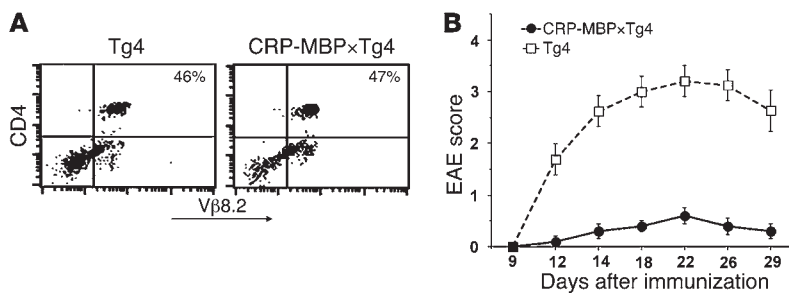 A
Tg4
CRP-MBP×Tg4
46%
47%
CD4
Vβ8.2
B
CRP-MBP×Tg4
Tg4
4
3
2
1
0
EAE score
9 12 14 18 22 26 29
Days after immunization